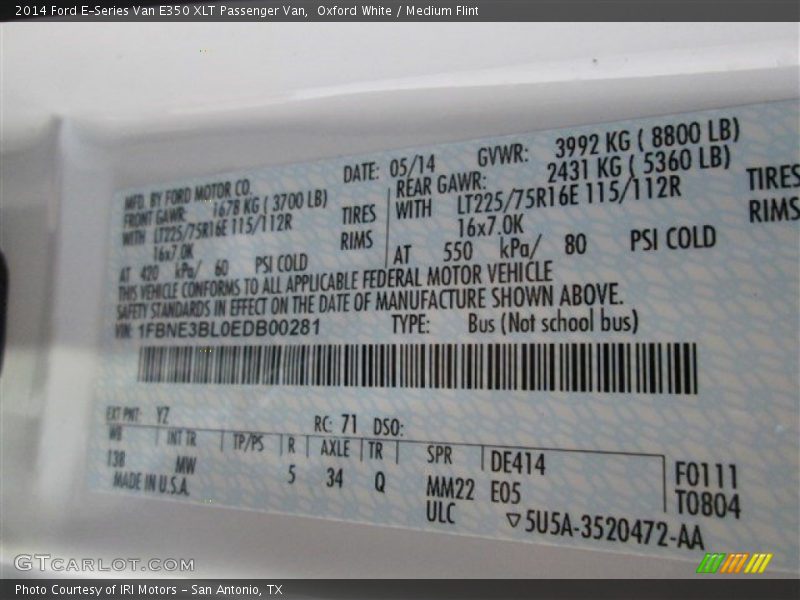 2014 Ford E-Series Van E350 XLT Passenger Van,  Oxford White / Medium Flint
MFD. BY FORD MOTOR CO.
DATE: 05/14
GVWR: 3992 KG ( 8800 LB)
FRONT GAWR: 1678 KG ( 3700 LB)
REAR GAWR: 2431 KG ( 5360 LB)
WITH LT225/75R16E 115/112R TIRES
WITH LT225/75R16E 115/112R TIRES
16x7.0K RIMS
16x7.0K RIMS
AT 420 kPa/ 60 PSI COLD
AT 550 kPa/ 80 PSI COLD
THIS VEHICLE CONFORMS TO ALL APPLICABLE FEDERAL MOTOR VEHICLE
SAFETY STANDARDS IN EFFECT ON THE DATE OF MANUFACTURE SHOWN ABOVE.
VIN: 1FBNE3BL0EDB00281
TYPE: Bus (Not school bus)
EXT PNT: YZ RC: 71 DSO:
WB INT TR TP/PS R AXLE TR SPR DE414 F0111
138 MW 5 34 Q MM22 E05 T0804
MADE IN U.S.A. ULC ▽5U5A-3520472-AA
GTCARLOT.COM
Photo Courtesy of IRI Motors - San Antonio, TX